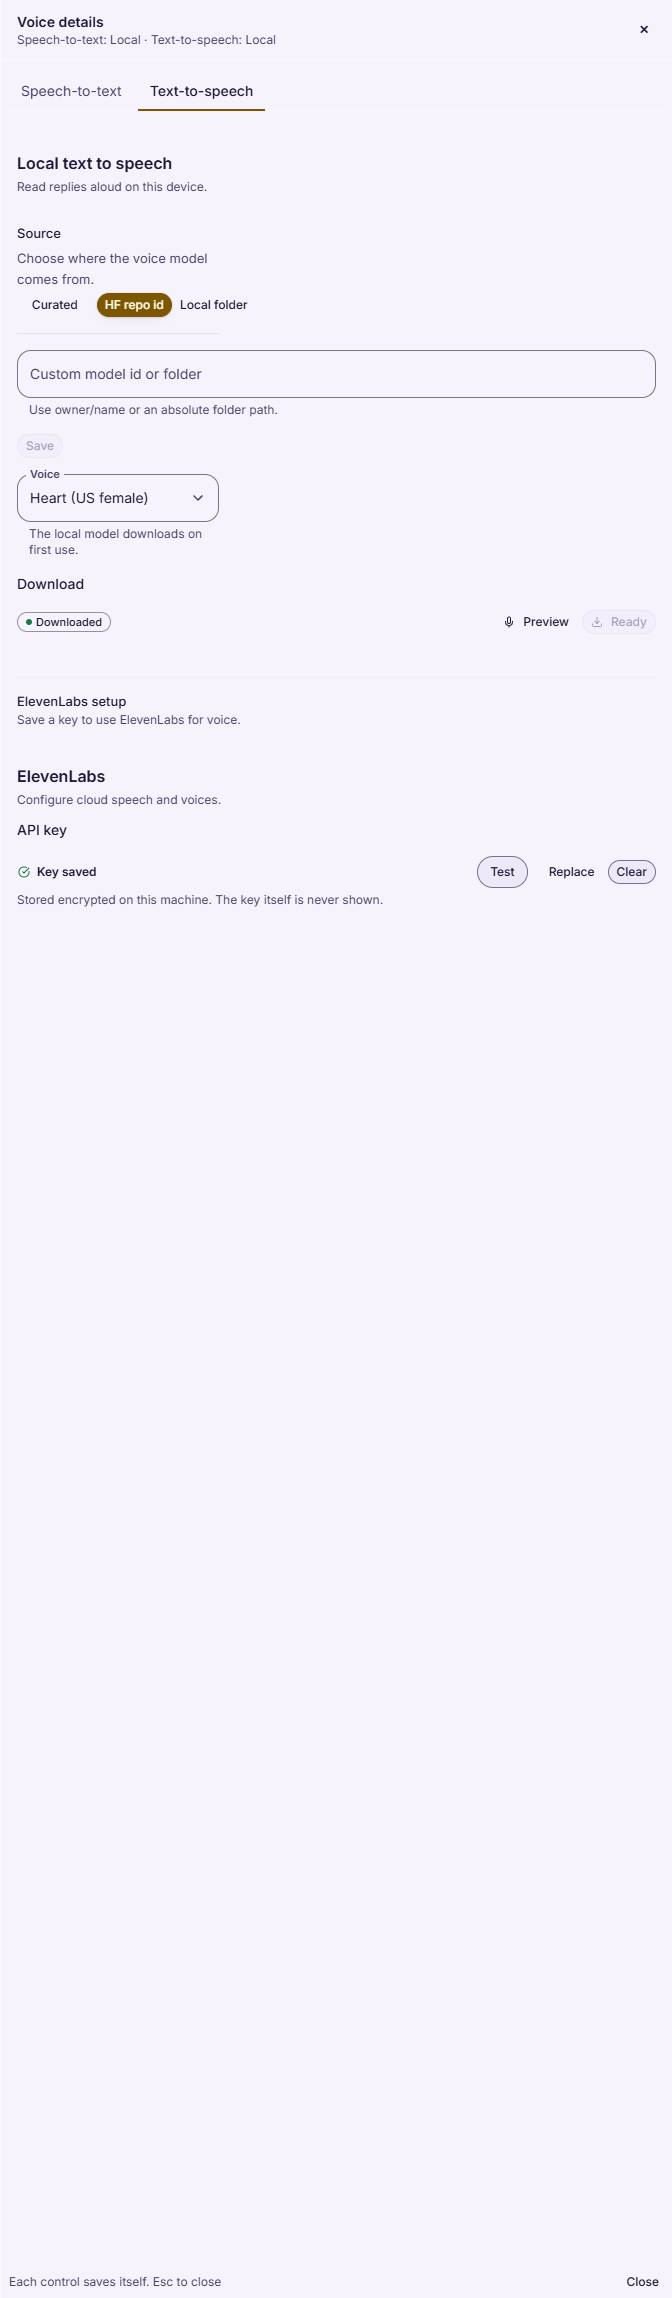 Voice details
Speech-to-text: Local · Text-to-speech: Local
Speech-to-text
Text-to-speech
Local text to speech
Read replies aloud on this device.
Source
Choose where the voice model
comes from.
Curated
HF repo id
Local folder
Custom model id or folder
Use owner/name or an absolute folder path.
Save
Voice
Heart (US female)
The local model downloads on
first use.
Download
Downloaded
Preview
Ready
ElevenLabs setup
Save a key to use ElevenLabs for voice.
ElevenLabs
Configure cloud speech and voices.
API key
Key saved
Test
Replace
Clear
Stored encrypted on this machine. The key itself is never shown.
Each control saves itself. Esc to close
Close